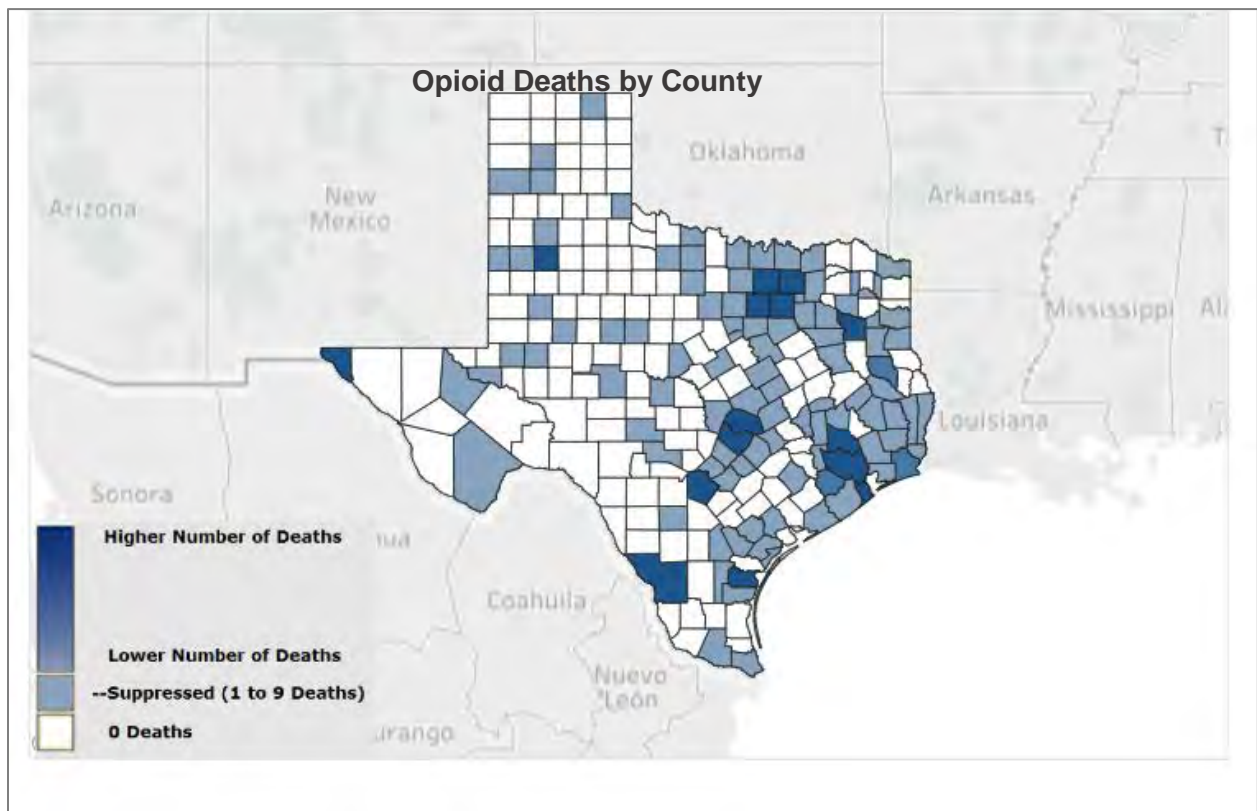 Opioid Deaths by County
Oklahoma
Arizona
New
Mexico
Arkansas
Mississippi
Louisiana
Sonora
Higher Number of Deaths
Coahuila
Lower Number of Deaths
Nuevo
León
--Suppressed (1 to 9 Deaths)
0 Deaths